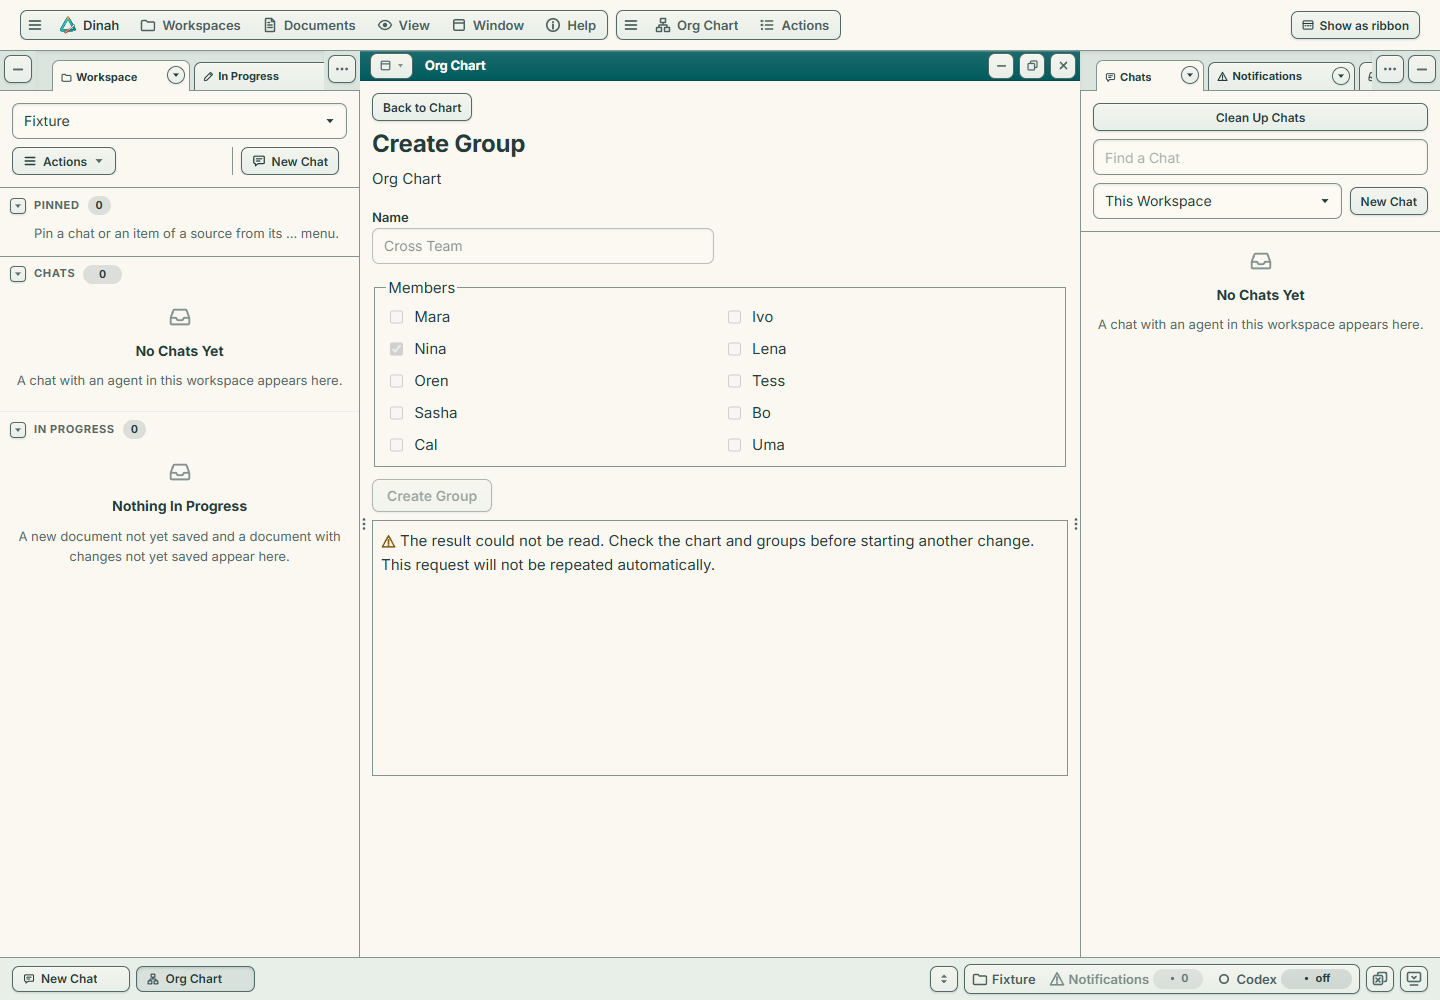 Dinah
Workspaces
Documents
View
Window
Help
Org Chart
Actions
Show as ribbon
Workspace
In Progress
Fixture
Actions
New Chat
PINNED 0
Pin a chat or an item of a source from its ... menu.
CHATS 0
No Chats Yet
A chat with an agent in this workspace appears here.
IN PROGRESS 0
Nothing In Progress
A new document not yet saved and a document with
changes not yet saved appear here.
Org Chart
Back to Chart
Create Group
Org Chart
Name
Cross Team
Members
Mara
Ivo
Nina
Lena
Oren
Tess
Sasha
Bo
Cal
Uma
Create Group
The result could not be read. Check the chart and groups before starting another change.
This request will not be repeated automatically.
Chats
Notifications
Clean Up Chats
Find a Chat
This Workspace
New Chat
No Chats Yet
A chat with an agent in this workspace appears here.
New Chat
Org Chart
Fixture
Notifications • 0
Codex • off